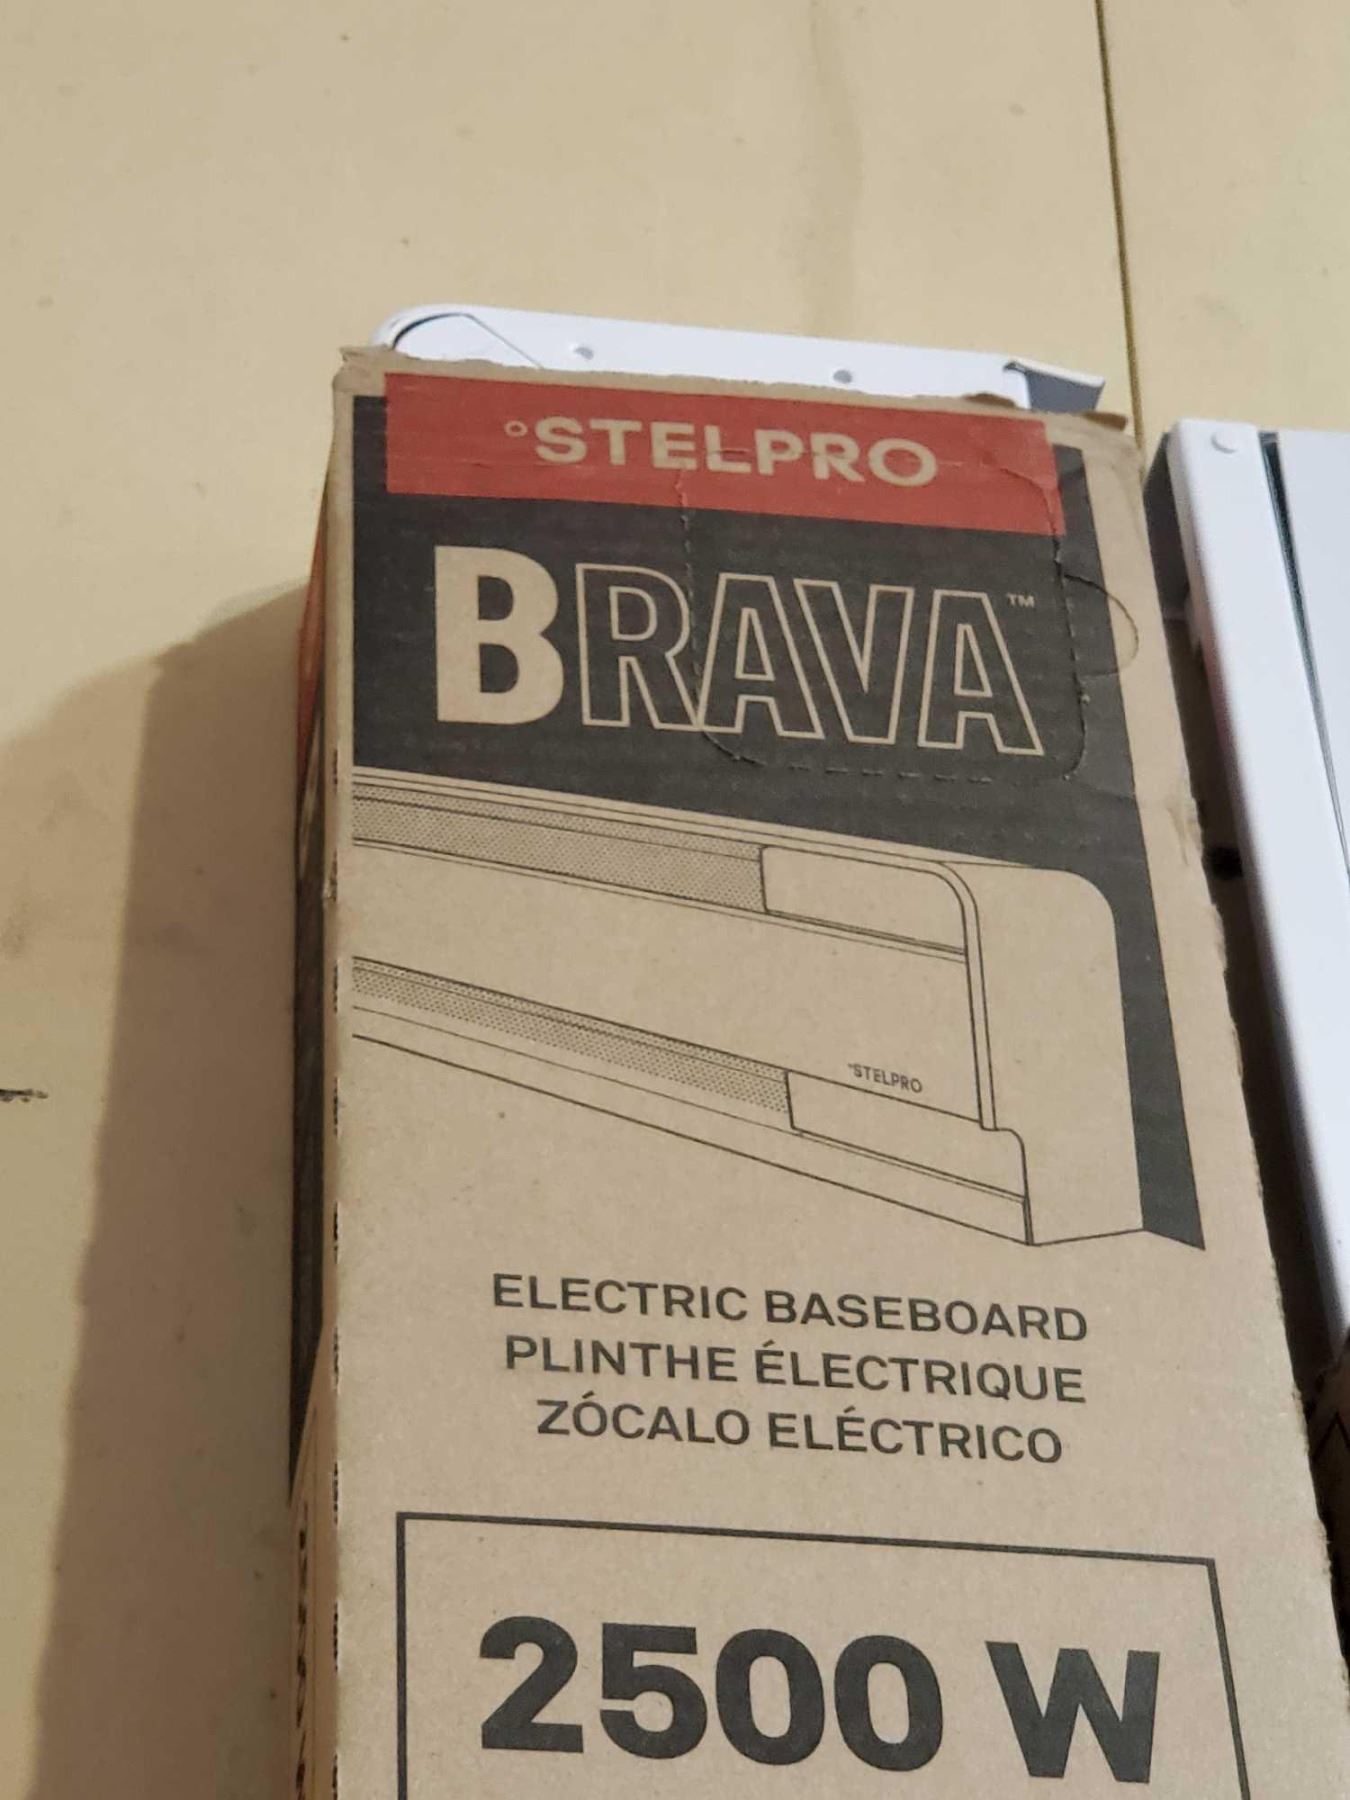 °STELPRO
BRAVA™
°STELPRO
ELECTRIC BASEBOARD
PLINTHE ÉLECTRIQUE
ZÓCALO ELÉCTRICO
2500 W